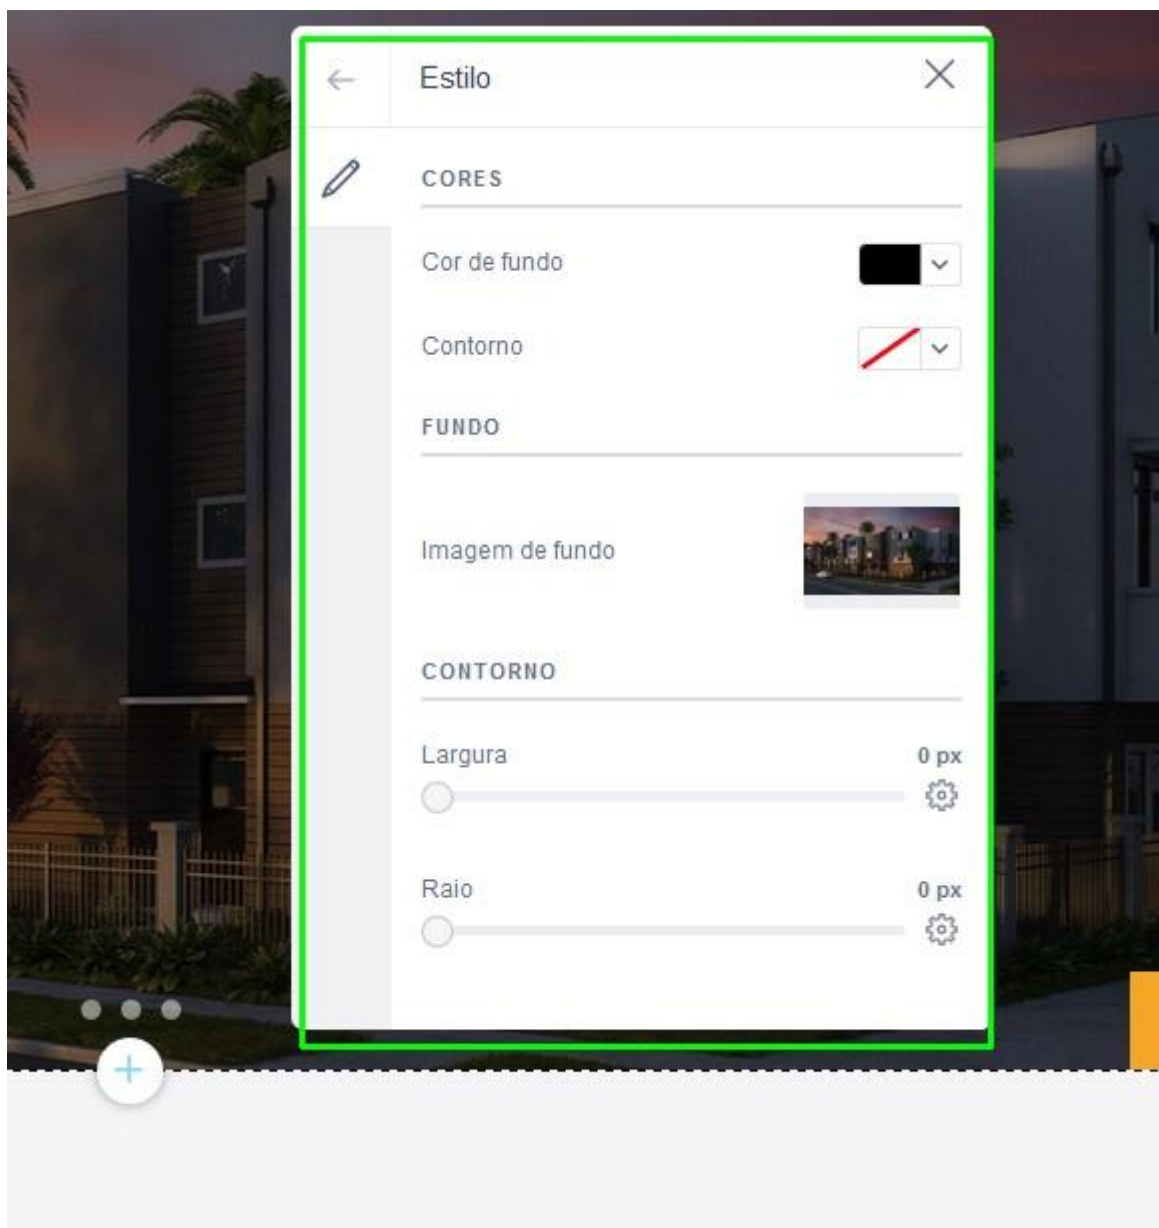 Estilo
CORES
Cor de fundo
Contorno
FUNDO
Imagem de fundo
CONTORNO
Largura 0 px
Raio 0 px